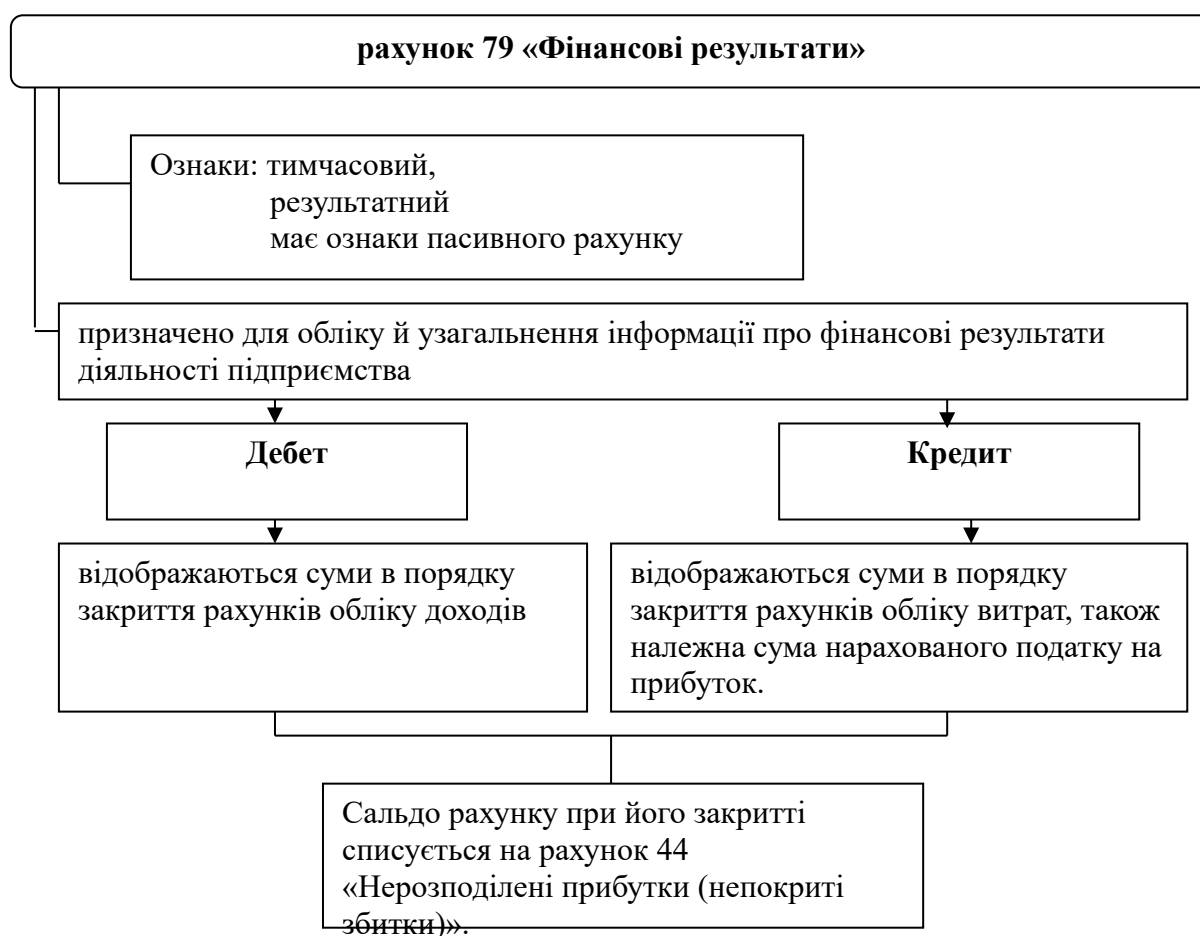 рахунок 79 «Фінансові результати»
Ознаки: тимчасовий,
результатний
має ознаки пасивного рахунку
призначено для обліку й узагальнення інформації про фінансові результати
діяльності підприємства
Дебет
Кредит
відображаються суми в порядку
закриття рахунків обліку доходів
відображаються суми в порядку
закриття рахунків обліку витрат, також
належна сума нарахованого податку на
прибуток.
Сальдо рахунку при його закритті
списується на рахунок 44
«Нерозподілені прибутки (непокриті
збитки)».